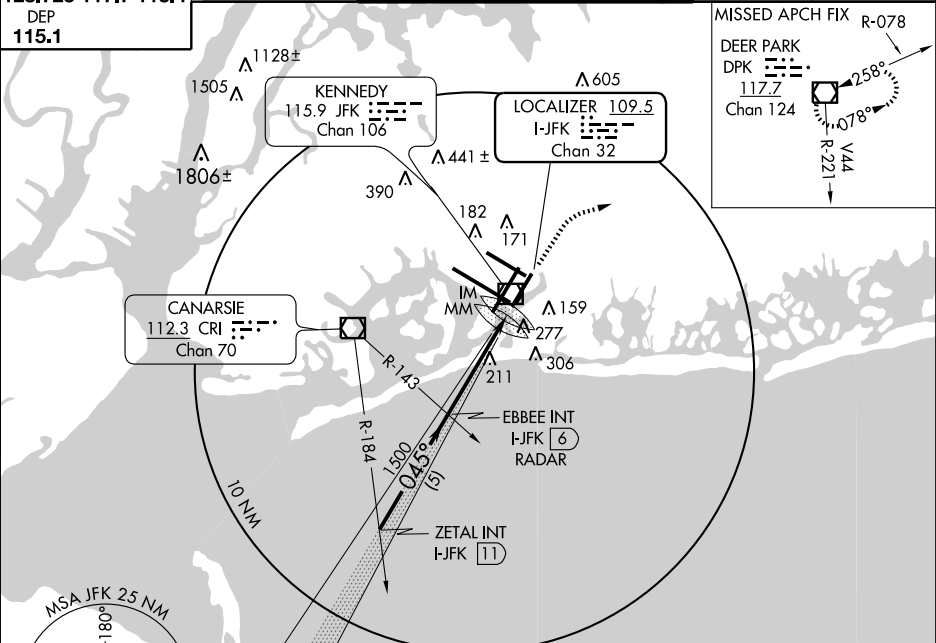 DEP
115.1
MISSED APCH FIX
R-078
DEER PARK
DPK
117.7
Chan 124
258°
078°
V44
R-221
1128±
1505
1806±
KENNEDY
115.9 JFK
Chan 106
605
LOCALIZER 109.5
I-JFK
Chan 32
441±
390
182
171
IM
MM
159
277
306
211
CANARSIE
112.3 CRI
Chan 70
R-143
R-184
EBBEE INT
I-JFK 6
RADAR
1500
045°
(5)
10 NM
ZETAL INT
I-JFK 11
MSA JFK 25 NM
180°